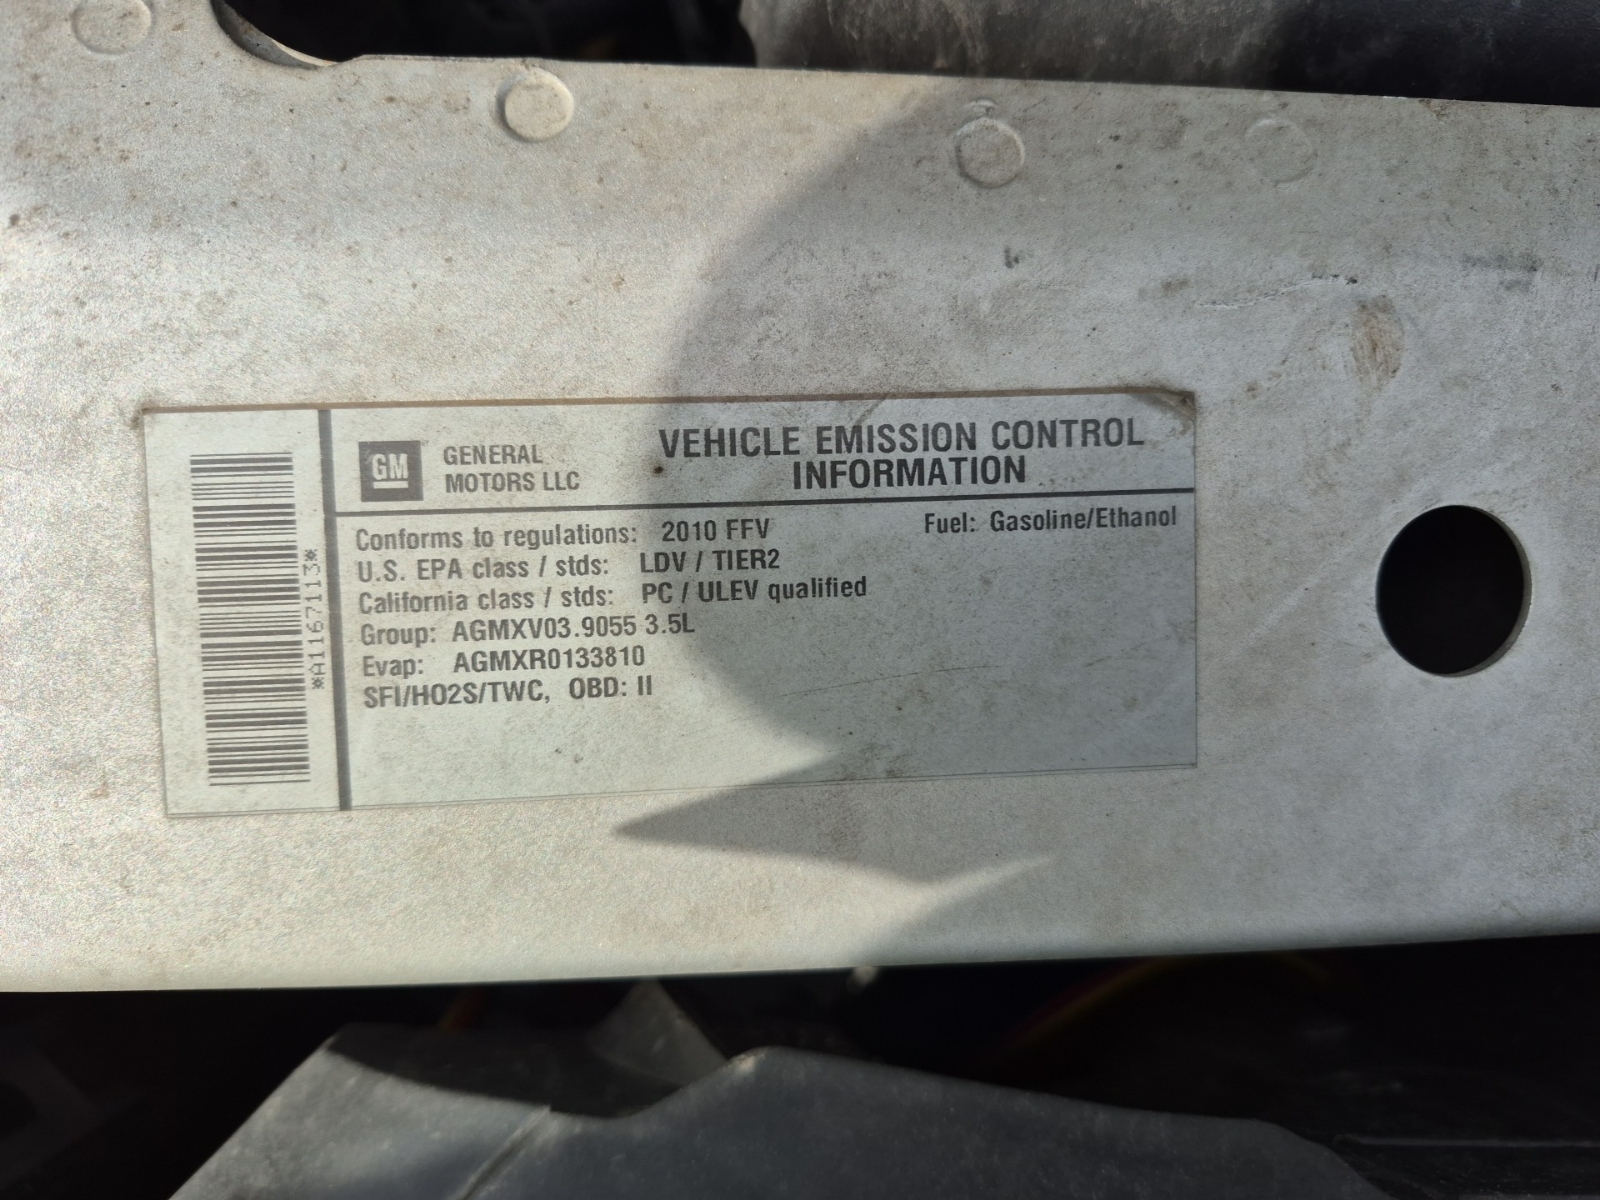 GM GENERAL
MOTORS LLC
VEHICLE EMISSION CONTROL
INFORMATION
Conforms to regulations: 2010 FFV
Fuel: Gasoline/Ethanol
U.S. EPA class / stds: LDV / TIER2
California class / stds: PC / ULEV qualified
Group: AGMXV03.9055 3.5L
Evap: AGMXR0133810
SFI/HO2S/TWC, OBD: II
*A1167113*